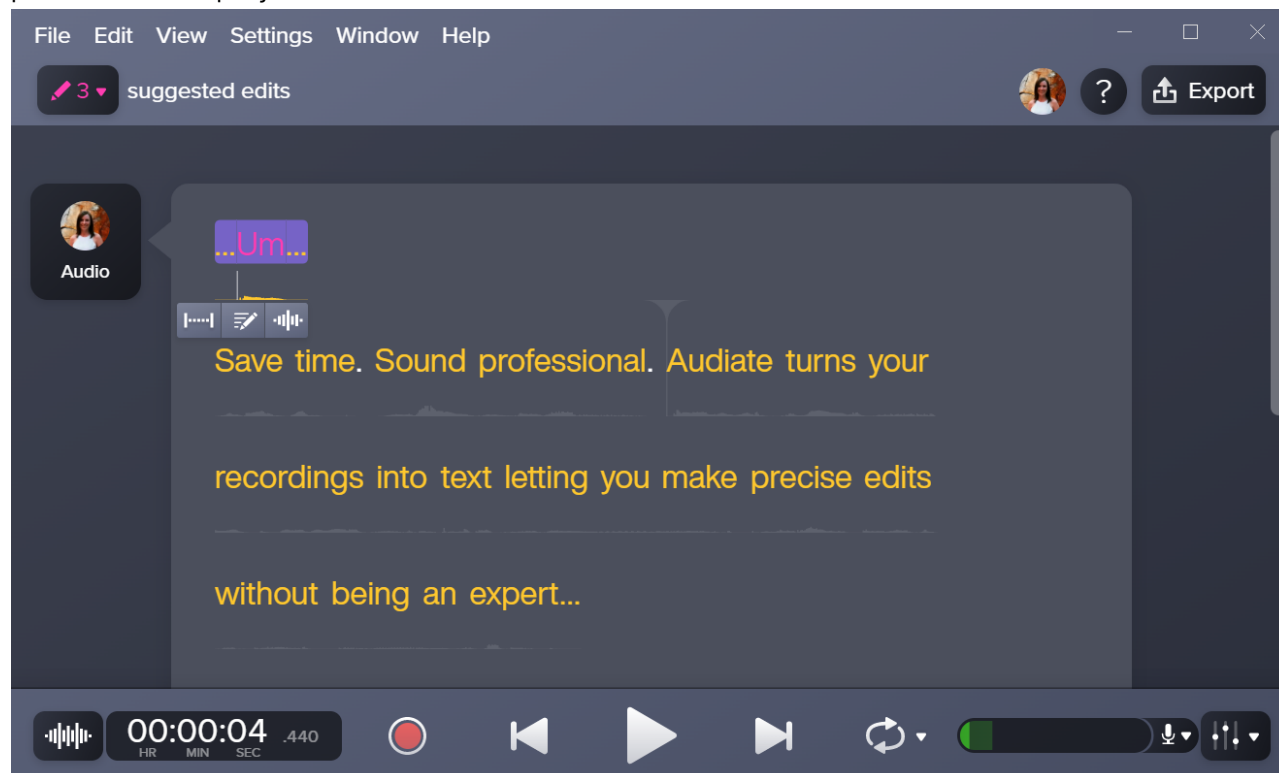 File Edit View Settings Window Help
3 suggested edits ? Export
Audio
...Um...
Save time. Sound professional. Audiate turns your
recordings into text letting you make precise edits
without being an expert...
00:00:04 .440
HR MIN SEC